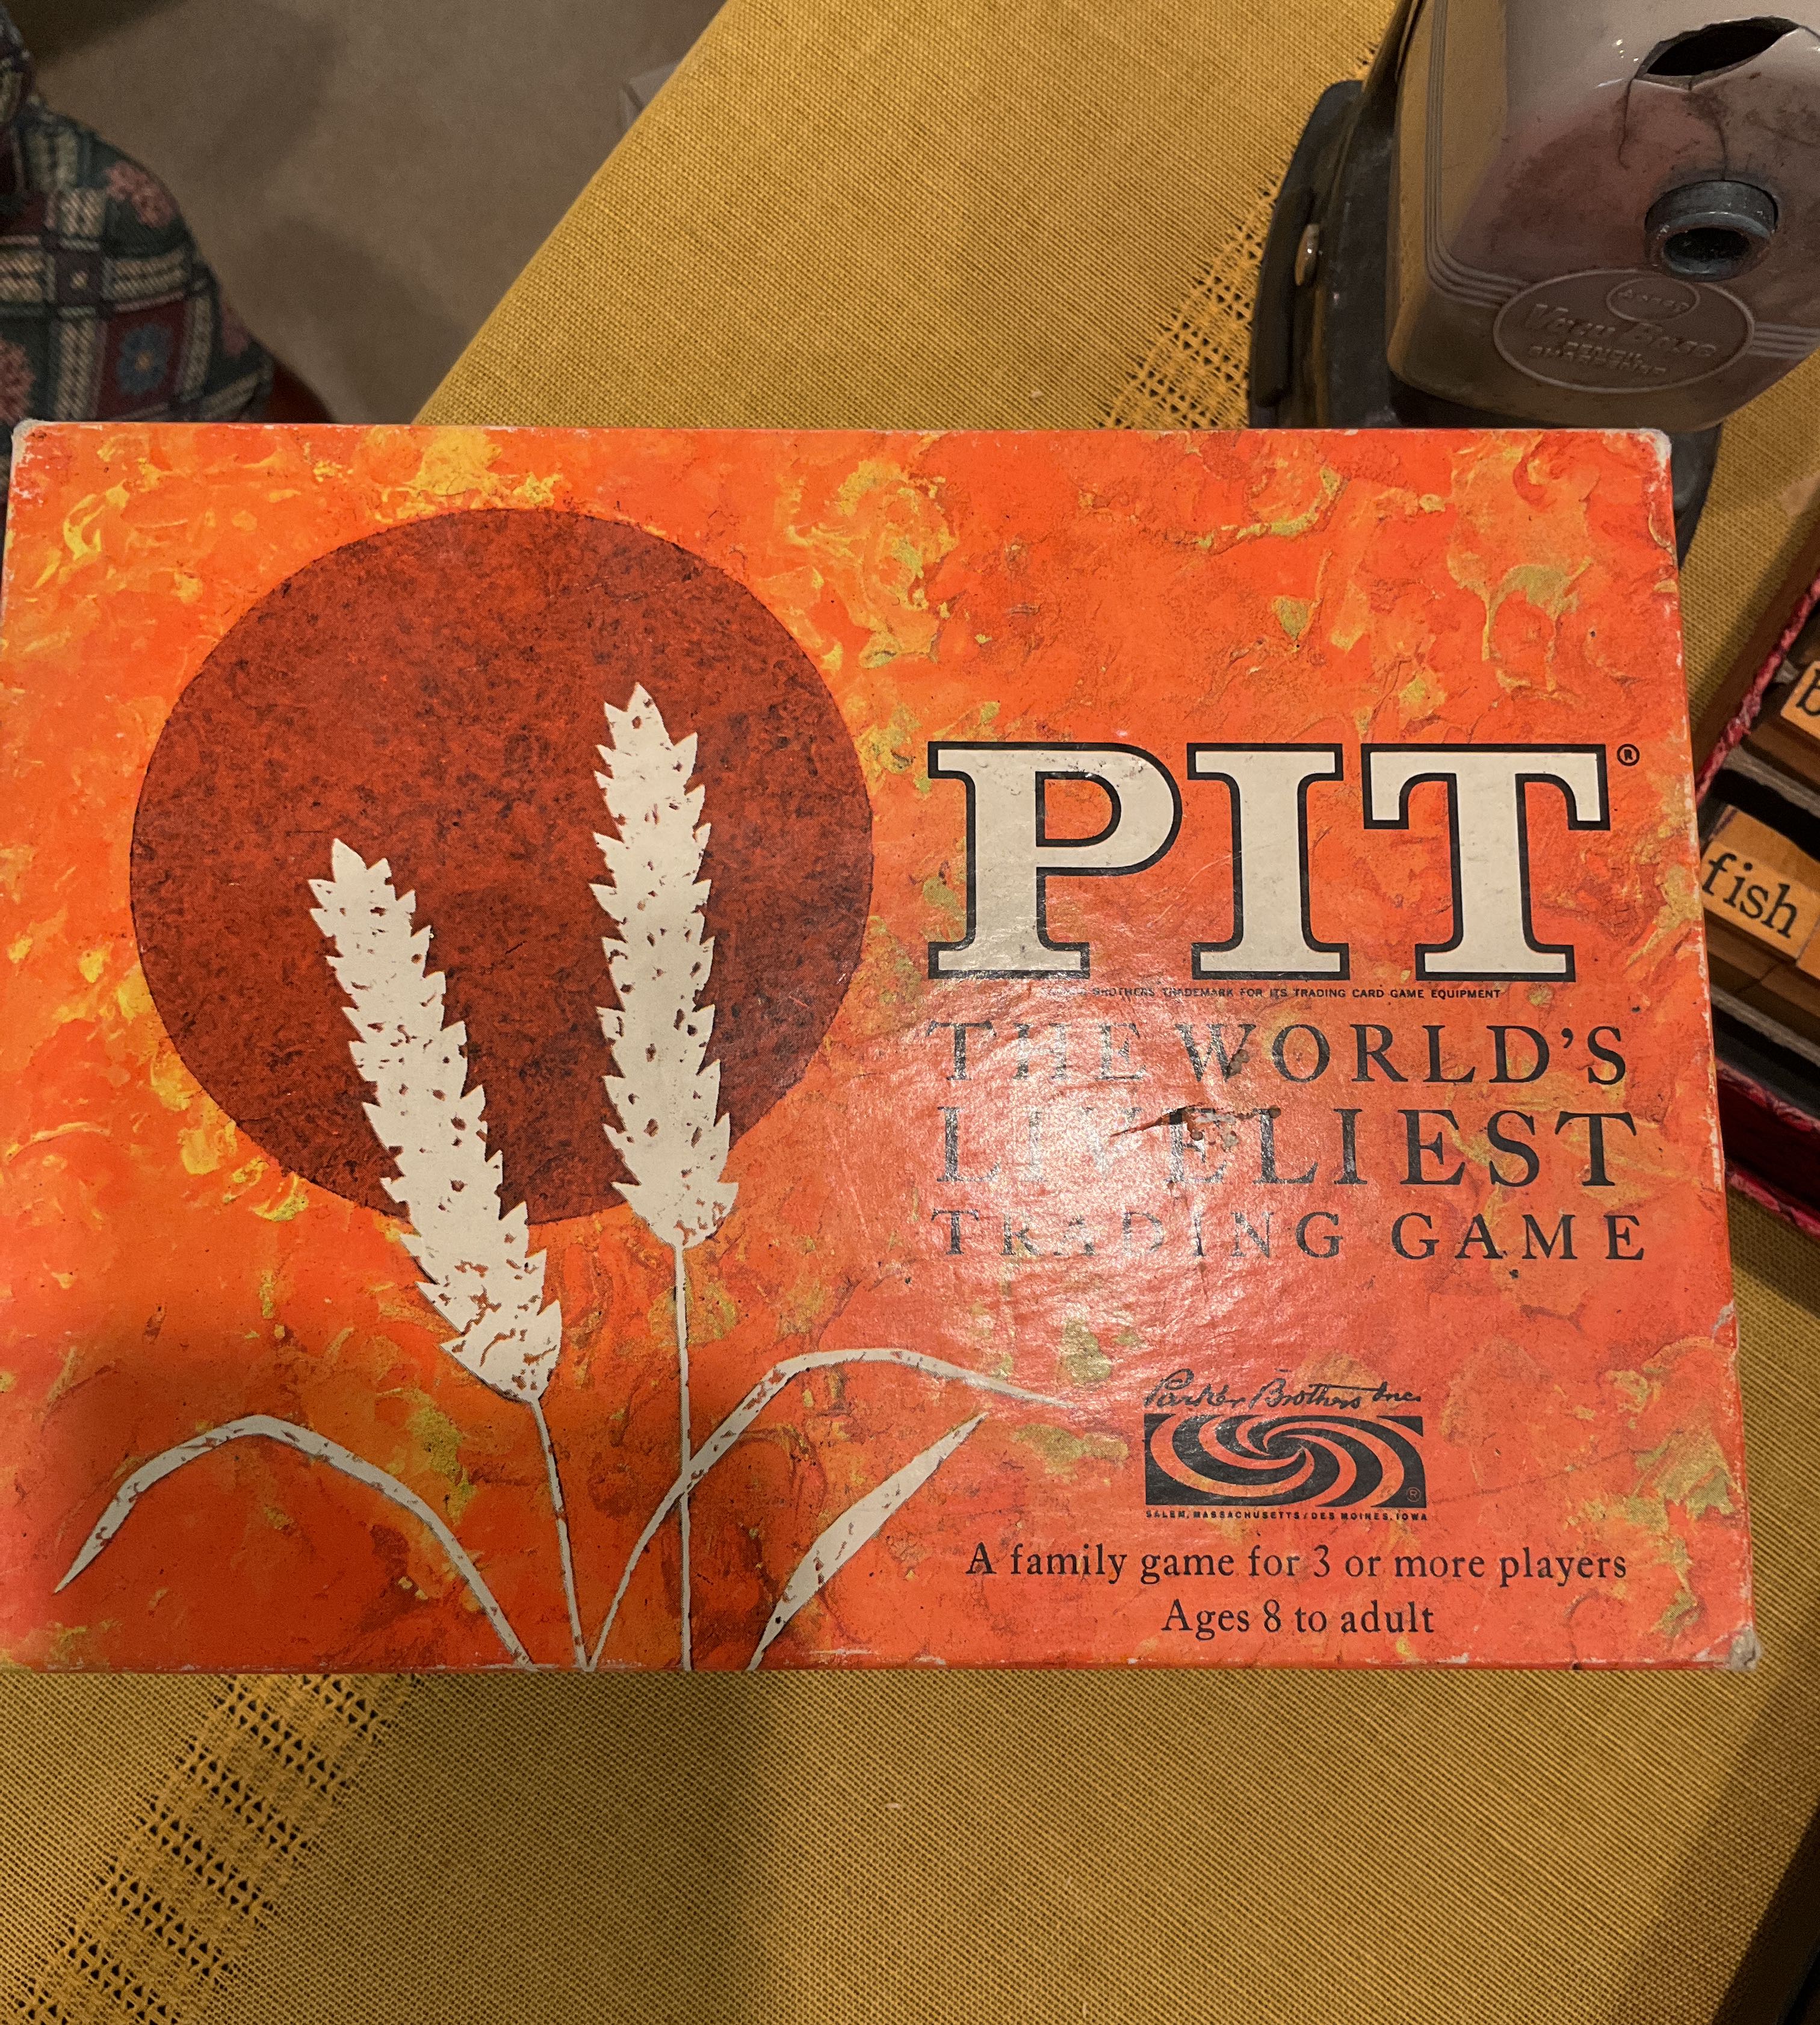 PIT®
BROTHERS TRADEMARK FOR ITS TRADING CARD GAME EQUIPMENT
THE WORLD'S
LIVELIEST
TRADING GAME
Parker Brothers Inc.
®
SALEM, MASSACHUSETTS / DES MOINES, IOWA
A family game for 3 or more players
Ages 8 to adult
fish
b